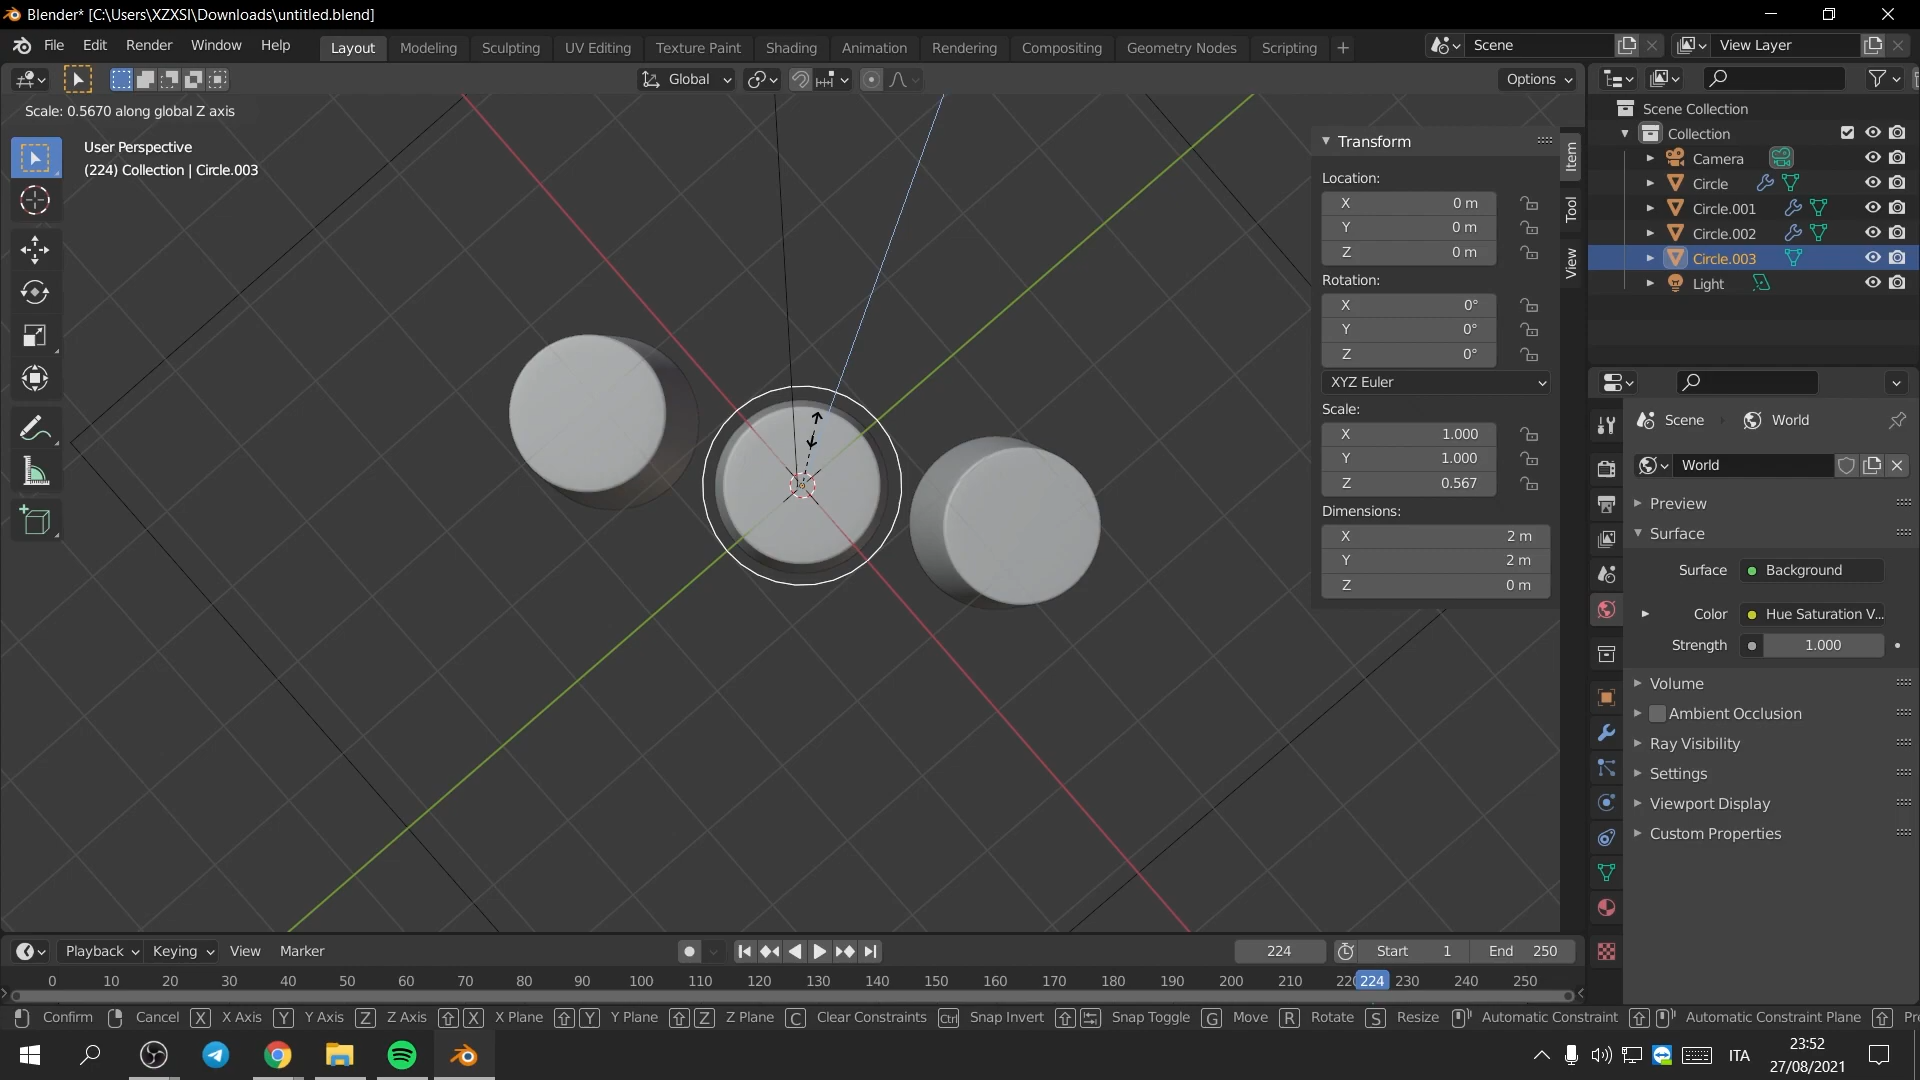 Blender* [C:\Users\XZXSI\Downloads\untitled.blend]
File Edit Render Window Help
Layout Modeling Sculpting UV Editing Texture Paint Shading Animation Rendering Compositing Geometry Nodes Scripting +
Scene
View Layer
Global
Options
Scale: 0.5670 along global Z axis
User Perspective
(224) Collection | Circle.003
Transform
Location:
X 0 m
Y 0 m
Z 0 m
Rotation:
X 0°
Y 0°
Z 0°
XYZ Euler
Scale:
X 1.000
Y 1.000
Z 0.567
Dimensions:
X 2 m
Y 2 m
Z 0 m
Item
Tool
View
Scene Collection
Collection
Camera
Circle
Circle.001
Circle.002
Circle.003
Light
Scene World
World
Preview
Surface
Surface Background
Color Hue Saturation V...
Strength 1.000
Volume
Ambient Occlusion
Ray Visibility
Settings
Viewport Display
Custom Properties
Playback Keying View Marker
224 Start 1 End 250
0 10 20 30 40 50 60 70 80 90 100 110 120 130 140 150 160 170 180 190 200 210 224 230 240 250
Confirm Cancel X X Axis Y Y Axis Z Z Axis X X Plane Y Y Plane Z Z Plane C Clear Constraints Ctrl Snap Invert Snap Toggle G Move R Rotate S Resize Automatic Constraint Automatic Constraint Plane
ITA
23:52
27/08/2021